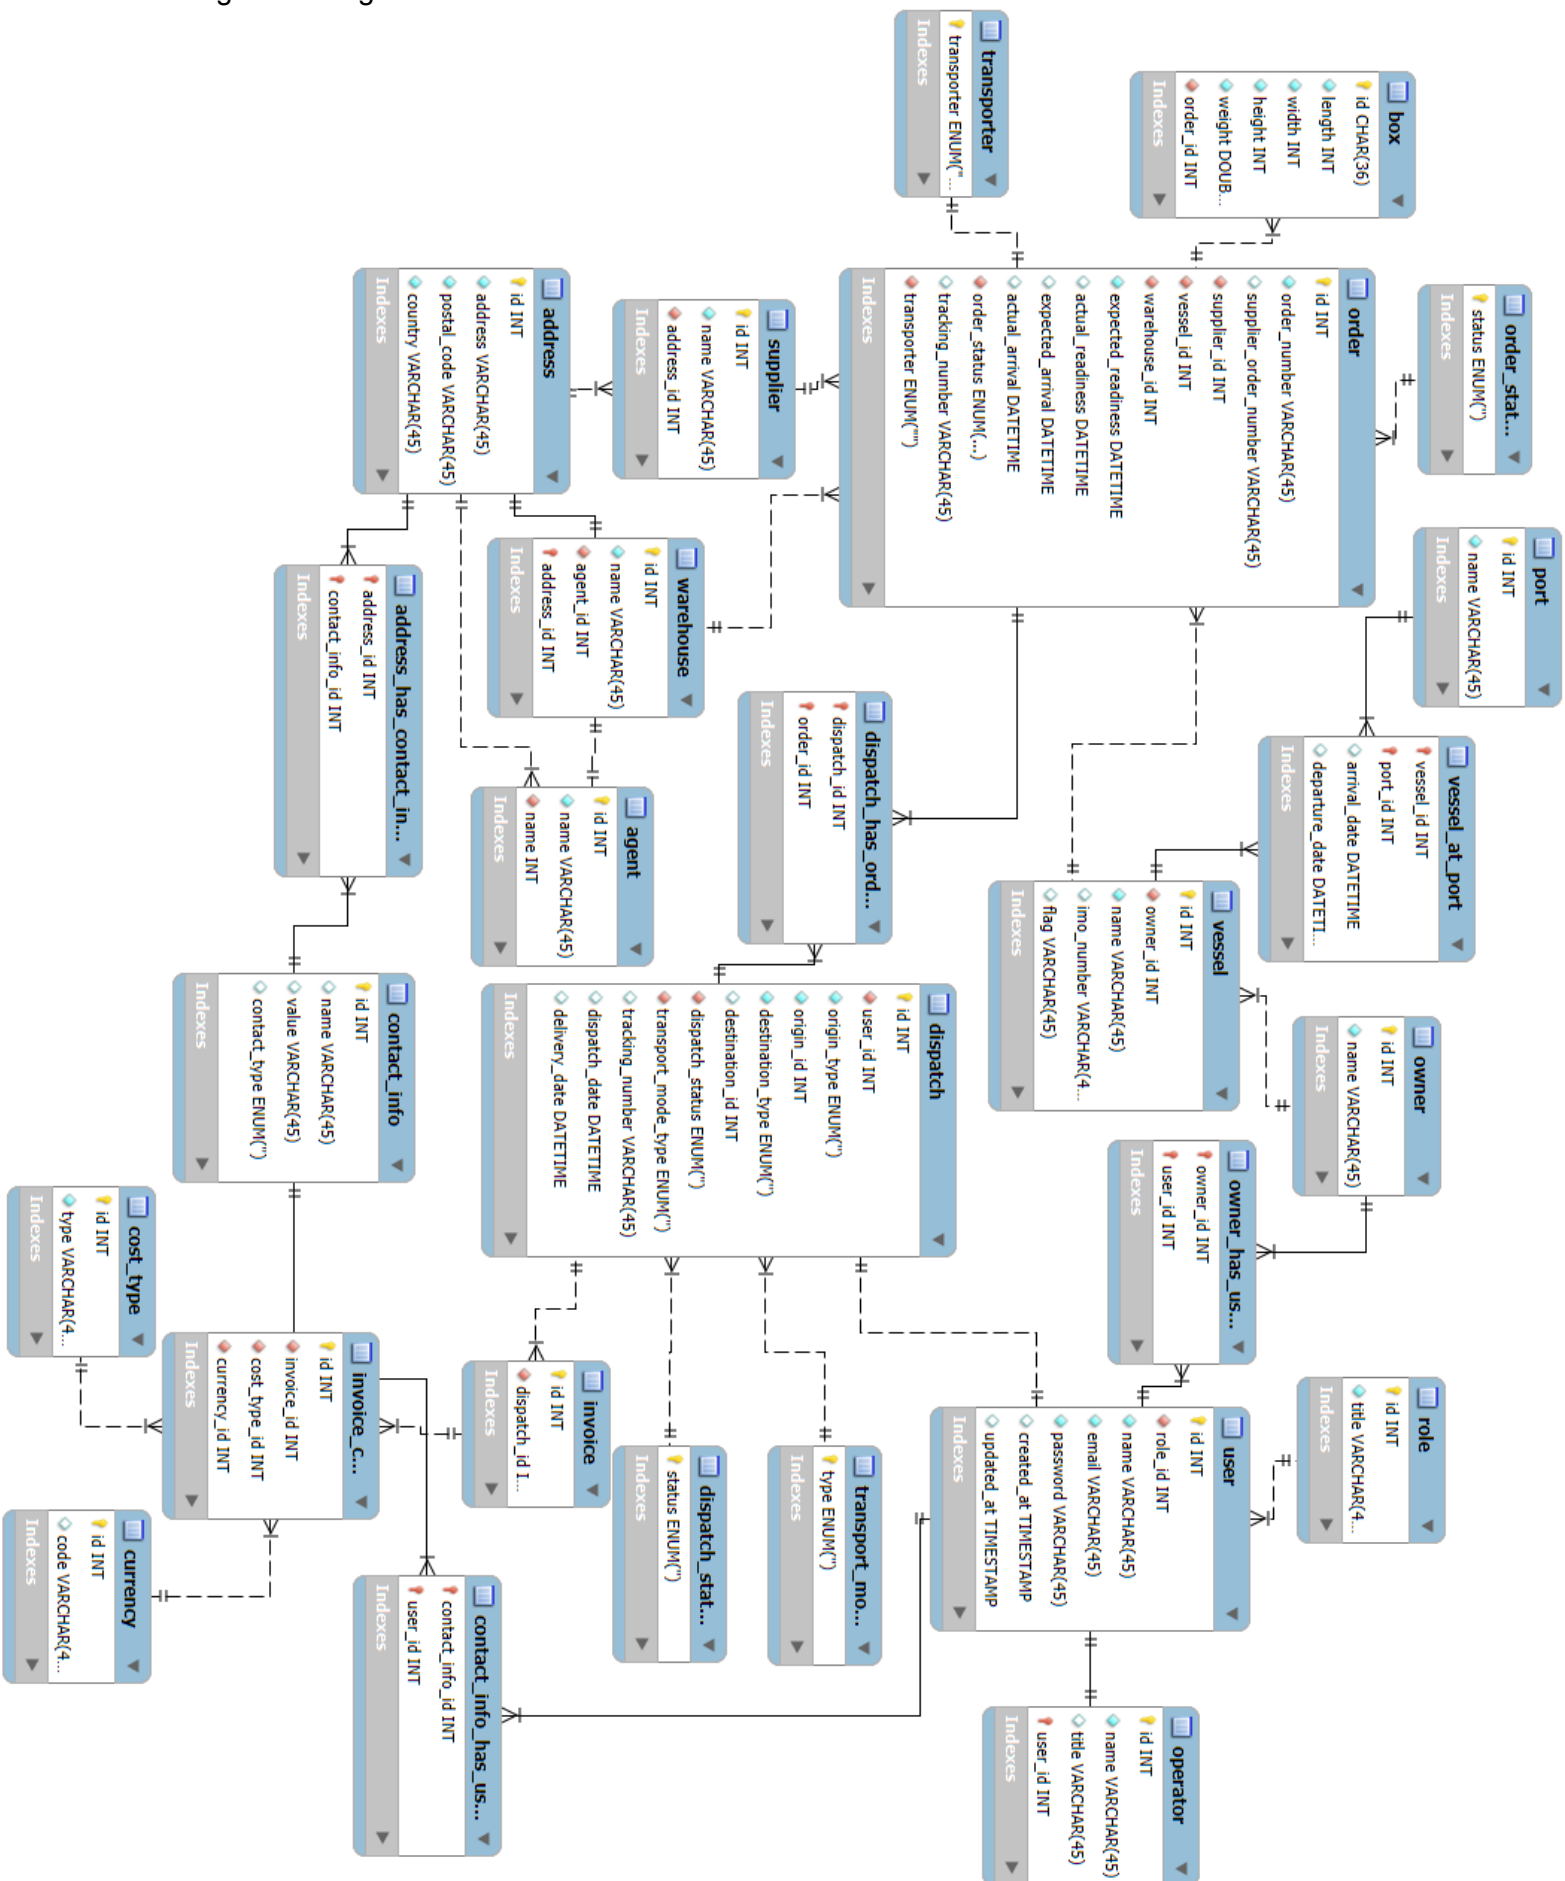 transporter
transporter ENUM("...
Indexes
box
id CHAR(36)
length INT
width INT
height INT
weight DOUB...
order_id INT
Indexes
order_stat...
status ENUM('')
Indexes
order
id INT
order_number VARCHAR(45)
supplier_order_number VARCHAR(45)
supplier_id INT
vessel_id INT
warehouse_id INT
expected_readiness DATETIME
actual_readiness DATETIME
expected_arrival DATETIME
actual_arrival DATETIME
order_status ENUM(...)
tracking_number VARCHAR(45)
transporter ENUM("")
Indexes
supplier
id INT
name VARCHAR(45)
address_id INT
Indexes
address
id INT
address VARCHAR(45)
postal_code VARCHAR(45)
country VARCHAR(45)
Indexes
port
id INT
name VARCHAR(45)
Indexes
warehouse
id INT
name VARCHAR(45)
agent_id INT
address_id INT
Indexes
address_has_contact_in...
address_id INT
contact_info_id INT
Indexes
vessel_at_port
vessel_id INT
port_id INT
arrival_date DATETIME
departure_date DATETI...
Indexes
dispatch_has_ord...
dispatch_id INT
order_id INT
Indexes
agent
id INT
name VARCHAR(45)
name INT
Indexes
vessel
id INT
owner_id INT
name VARCHAR(45)
imo_number VARCHAR(4...
flag VARCHAR(45)
Indexes
owner
id INT
name VARCHAR(45)
Indexes
dispatch
id INT
user_id INT
origin_type ENUM('')
origin_id INT
destination_type ENUM('')
destination_id INT
dispatch_status ENUM('')
transport_mode_type ENUM('')
tracking_number VARCHAR(45)
dispatch_date DATETIME
delivery_date DATETIME
Indexes
contact_info
id INT
name VARCHAR(45)
value VARCHAR(45)
contact_type ENUM('')
Indexes
owner_has_us...
owner_id INT
user_id INT
Indexes
cost_type
id INT
type VARCHAR(4...
Indexes
invoice_c...
id INT
invoice_id INT
cost_type_id INT
currency_id INT
Indexes
invoice
id INT
dispatch_id I...
Indexes
role
id INT
title VARCHAR(4...
Indexes
user
id INT
role_id INT
name VARCHAR(45)
email VARCHAR(45)
password VARCHAR(45)
created_at TIMESTAMP
updated_at TIMESTAMP
Indexes
transport_mo...
type ENUM('')
Indexes
dispatch_stat...
status ENUM('')
Indexes
currency
id INT
code VARCHAR(4...
Indexes
contact_info_has_us...
contact_info_id INT
user_id INT
Indexes
operator
id INT
name VARCHAR(45)
title VARCHAR(45)
user_id INT
Indexes